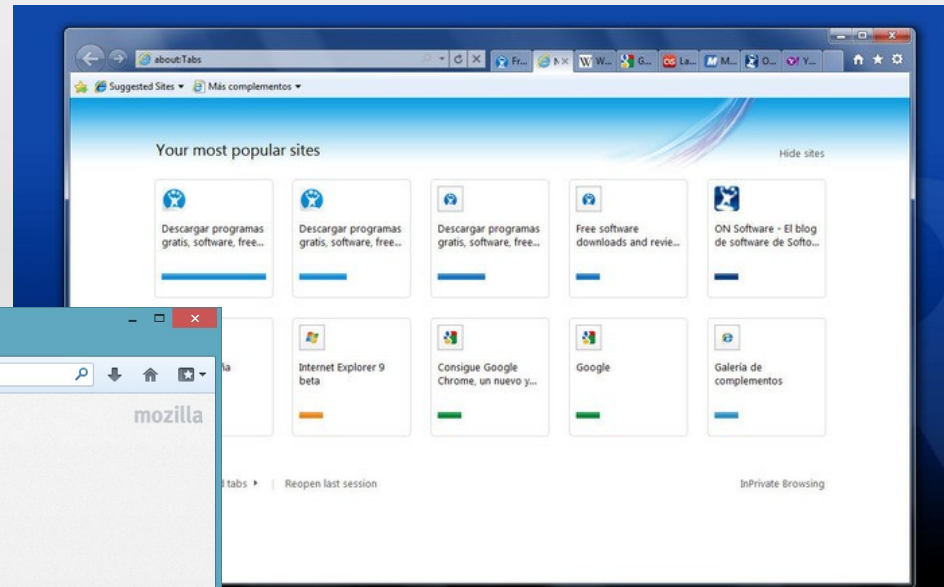 about:Tabs
Fr...
W...
G...
La...
M...
O...
Y...
Suggested Sites
Más complementos
Your most popular sites
Hide sites
Descargar programas
gratis, software, free...
Descargar programas
gratis, software, free...
Descargar programas
gratis, software, free...
Free software
downloads and revie...
ON Software - El blog
de software de Softo...
Internet Explorer 9
beta
Consigue Google
Chrome, un nuevo y...
Google
Galería de
complementos
tabs
Reopen last session
InPrivate Browsing
mozilla